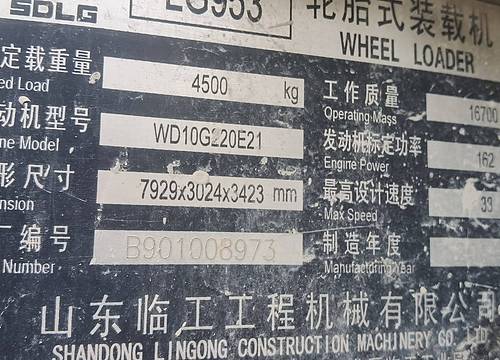 SDLG LG953 轮胎式装载机
WHEEL LOADER
定载重量 4500 kg
ed Load
工作质量 16700
Operating Mass
动机型号 WD10G220E21
ne Model
发动机标定功率 162
Engine Power
形尺寸 7929x3024x3423 mm
nsion
最高设计速度 33
Max Speed
编号 B901008973
Number
制造年度
Manufacturing Year
山东临工工程机械有限公司
SHANDONG LINGONG CONSTRUCTION MACHINERY CO. LTD